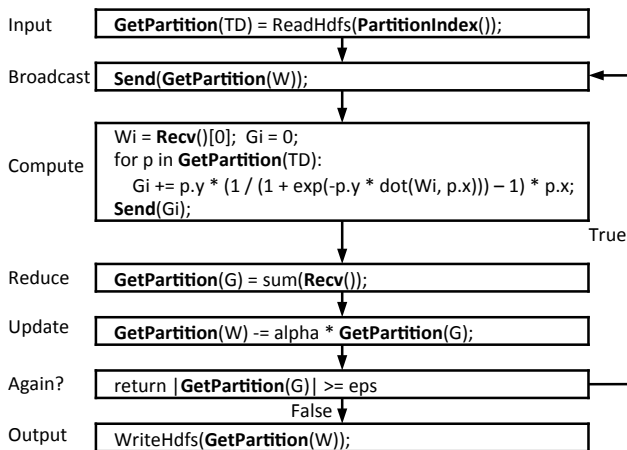 Input
GetPartition(TD) = ReadHdfs(PartitionIndex());
Broadcast
Send(GetPartition(W));
Compute
Wi = Recv()[0]; Gi = 0;
for p in GetPartition(TD):
Gi += p.y * (1 / (1 + exp(-p.y * dot(Wi, p.x))) – 1) * p.x;
Send(Gi);
True
Reduce
GetPartition(G) = sum(Recv());
Update
GetPartition(W) -= alpha * GetPartition(G);
Again?
return |GetPartition(G)| >= eps
False
Output
WriteHdfs(GetPartition(W));